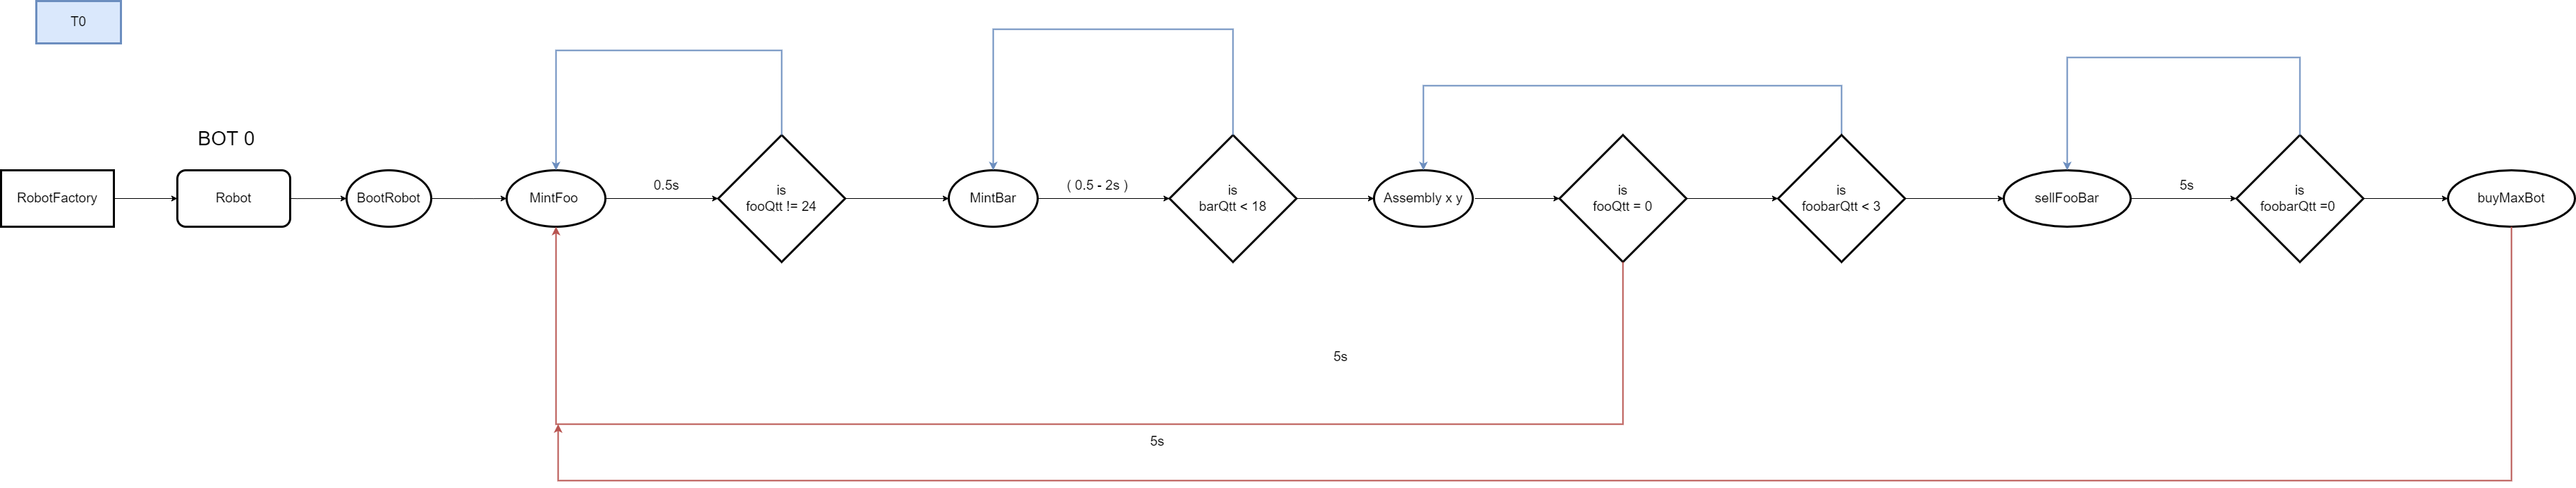 T0
BOT 0
RobotFactory
Robot
BootRobot
MintFoo
0.5s
is
fooQtt != 24
MintBar
( 0.5 - 2s )
is
barQtt < 18
Assembly x y
is
fooQtt = 0
is
foobarQtt < 3
sellFooBar
5s
is
foobarQtt =0
buyMaxBot
5s
5s